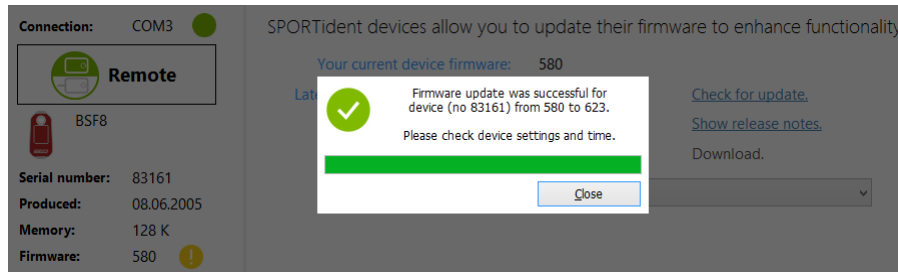 Connection: COM3
SPORTident devices allow you to update their firmware to enhance functionality
Remote
Your current device firmware: 580
Firmware update was successful for
device (no 83161) from 580 to 623.
Please check device settings and time.
Close
Check for update.
Show release notes.
Download.
BSF8
Serial number: 83161
Produced: 08.06.2005
Memory: 128 K
Firmware: 580